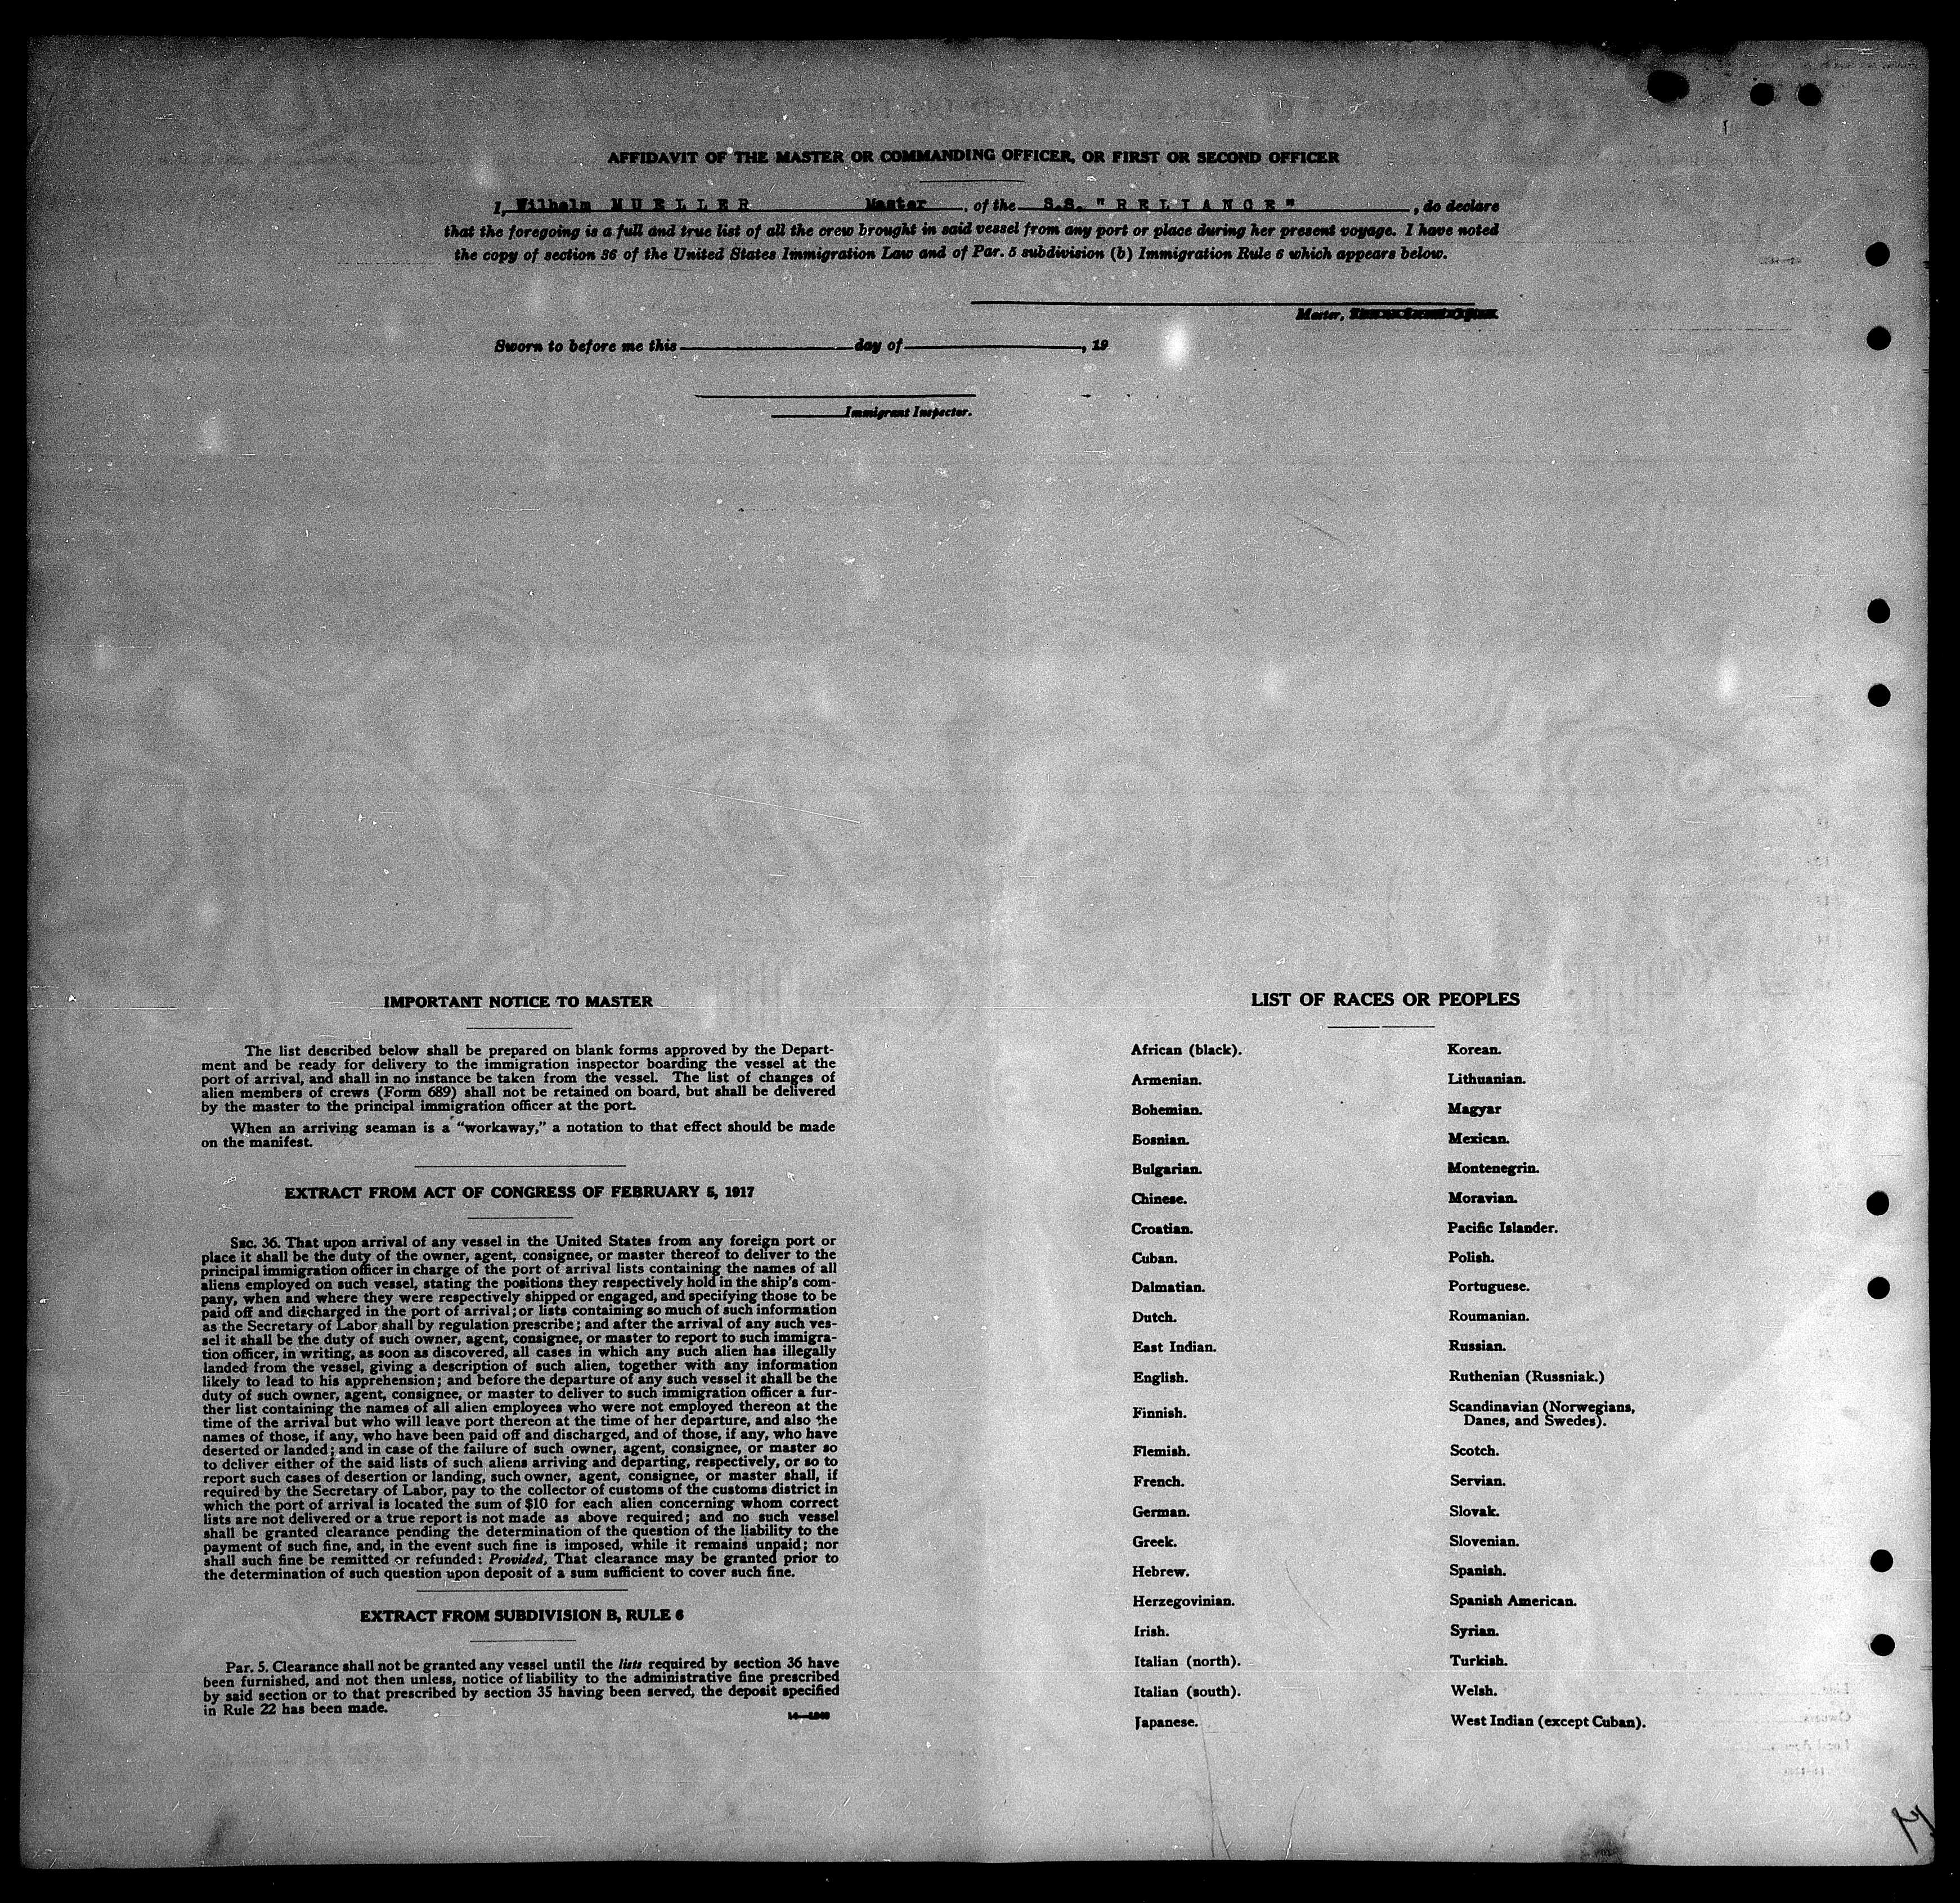 AFFIDAVIT OF THE MASTER OR COMMANDING OFFICER, OR FIRST OR SECOND OFFICER
I, Wilhelm MUELLER Master, of the S.S. "RELIANCE", do declare
that the foregoing is a full and true list of all the crew brought in said vessel from any port or place during her present voyage. I have noted
the copy of section 36 of the United States Immigration Law and of Par. 5 subdivision (b) Immigration Rule 6 which appears below.
Master,
Sworn to before me this day of , 19
Immigrant Inspector.
IMPORTANT NOTICE TO MASTER
The list described below shall be prepared on blank forms approved by the Depart-
ment and be ready for delivery to the immigration inspector boarding the vessel at the
port of arrival, and shall in no instance be taken from the vessel. The list of changes of
alien members of crews (Form 689) shall not be retained on board, but shall be delivered
by the master to the principal immigration officer at the port.
When an arriving seaman is a "workaway," a notation to that effect should be made
on the manifest.
EXTRACT FROM ACT OF CONGRESS OF FEBRUARY 5, 1917
SEC. 36. That upon arrival of any vessel in the United States from any foreign port or
place it shall be the duty of the owner, agent, consignee, or master thereof to deliver to the
principal immigration officer in charge of the port of arrival lists containing the names of all
aliens employed on such vessel, stating the positions they respectively hold in the ship's com-
pany, when and where they were respectively shipped or engaged, and specifying those to be
paid off and discharged in the port of arrival; or lists containing so much of such information
as the Secretary of Labor shall by regulation prescribe; and after the arrival of any such ves-
sel it shall be the duty of such owner, agent, consignee, or master to report to such immigra-
tion officer, in writing, as soon as discovered, all cases in which any such alien has illegally
landed from the vessel, giving a description of such alien, together with any information
likely to lead to his apprehension; and before the departure of any such vessel it shall be the
duty of such owner, agent, consignee, or master to deliver to such immigration officer a fur-
ther list containing the names of all alien employees who were not employed thereon at the
time of the arrival but who will leave port thereon at the time of her departure, and also the
names of those, if any, who have been paid off and discharged, and of those, if any, who have
deserted or landed; and in case of the failure of such owner, agent, consignee, or master so
to deliver either of the said lists of such aliens arriving and departing, respectively, or so to
report such cases of desertion or landing, such owner, agent, consignee, or master shall, if
required by the Secretary of Labor, pay to the collector of customs of the customs district in
which the port of arrival is located the sum of $10 for each alien concerning whom correct
lists are not delivered or a true report is not made as above required; and no such vessel
shall be granted clearance pending the determination of the question of the liability to the
payment of such fine, and, in the event such fine is imposed, while it remains unpaid; nor
shall such fine be remitted or refunded: Provided, That clearance may be granted prior to
the determination of such question upon deposit of a sum sufficient to cover such fine.
EXTRACT FROM SUBDIVISION B, RULE 6
Par. 5. Clearance shall not be granted any vessel until the lists required by section 36 have
been furnished, and not then unless, notice of liability to the administrative fine prescribed
by said section or to that prescribed by section 35 having been served, the deposit specified
in Rule 22 has been made.
LIST OF RACES OR PEOPLES
African (black).
Armenian.
Bohemian.
Bosnian.
Bulgarian.
Chinese.
Croatian.
Cuban.
Dalmatian.
Dutch.
East Indian.
English.
Finnish.
Flemish.
French.
German.
Greek.
Hebrew.
Herzegovinian.
Irish.
Italian (north).
Italian (south).
Japanese.
Korean.
Lithuanian.
Magyar
Mexican.
Montenegrin.
Moravian.
Pacific Islander.
Polish.
Portuguese.
Roumanian.
Russian.
Ruthenian (Russniak.)
Scandinavian (Norwegians,
Danes, and Swedes).
Scotch.
Servian.
Slovak.
Slovenian.
Spanish.
Spanish American.
Syrian.
Turkish.
Welsh.
West Indian (except Cuban).